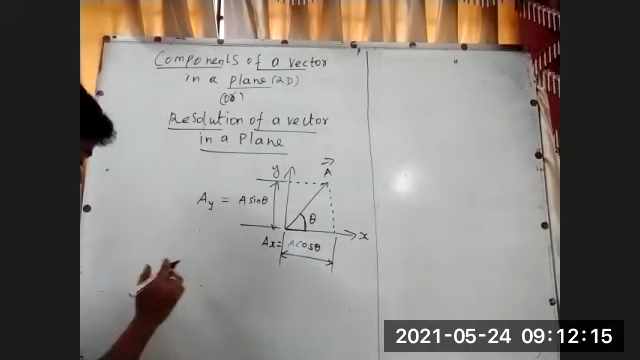 Components of a vector
in a plane (2D)
(or)
Resolution of a vector
in a Plane
y
A
Ay = A sinθ
θ
x
Ax = A cosθ
2021-05-24 09:12:15